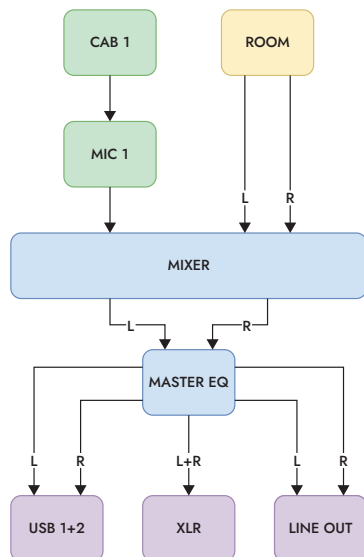 CAB 1
ROOM
MIC 1
L
R
MIXER
L
R
MASTER EQ
L
R
L+R
L
R
USB 1+2
XLR
LINE OUT